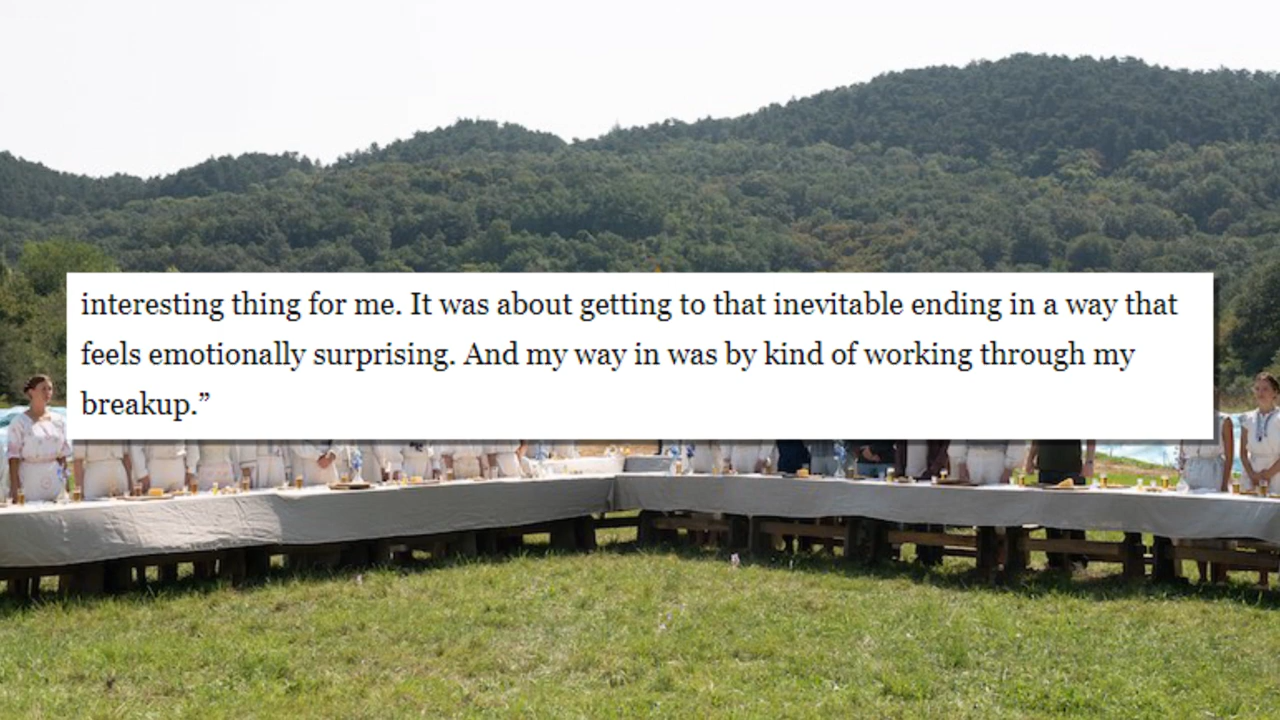 interesting thing for me. It was about getting to that inevitable ending in a way that
feels emotionally surprising. And my way in was by kind of working through my
breakup.”